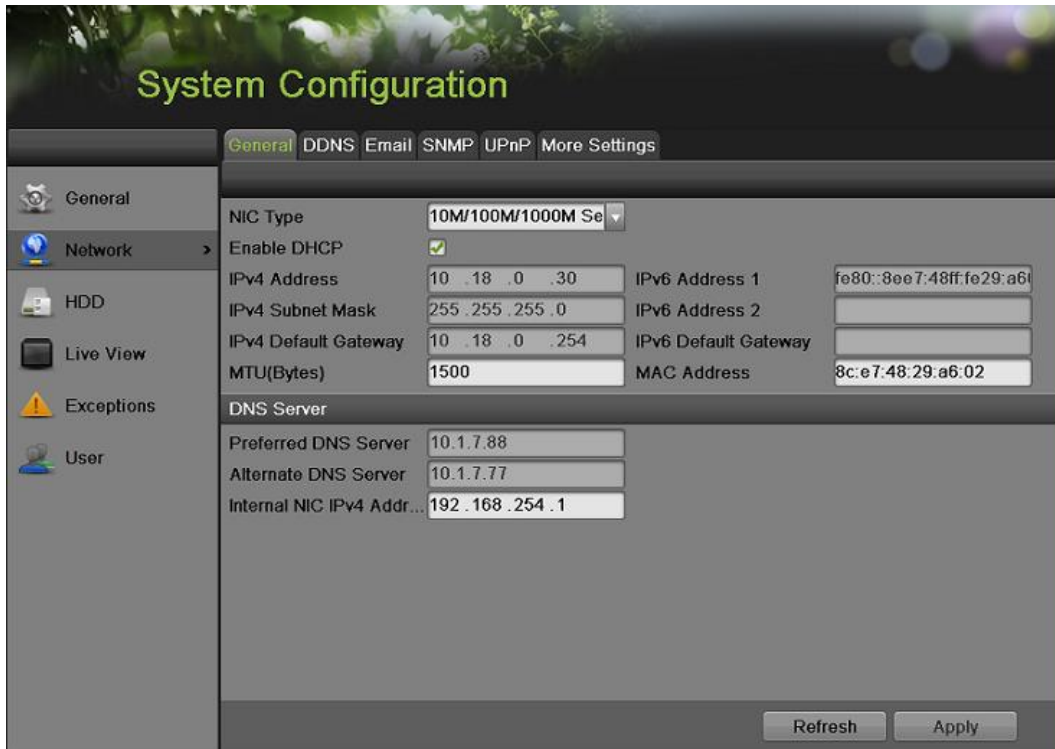 System Configuration
General DDNS Email SNMP UPnP More Settings
General
Network >
HDD
Live View
Exceptions
User
NIC Type 10M/100M/1000M Se
Enable DHCP
IPv4 Address 10 .18 .0 .30 IPv6 Address 1 fe80::8ee7:48ff:fe29:a6
IPv4 Subnet Mask 255.255.255.0 IPv6 Address 2
IPv4 Default Gateway 10 .18 .0 .254 IPv6 Default Gateway
MTU(Bytes) 1500 MAC Address 8c:e7:48:29:a6:02
DNS Server
Preferred DNS Server 10.1.7.88
Alternate DNS Server 10.1.7.77
Internal NIC IPv4 Addr... 192.168.254.1
Refresh Apply